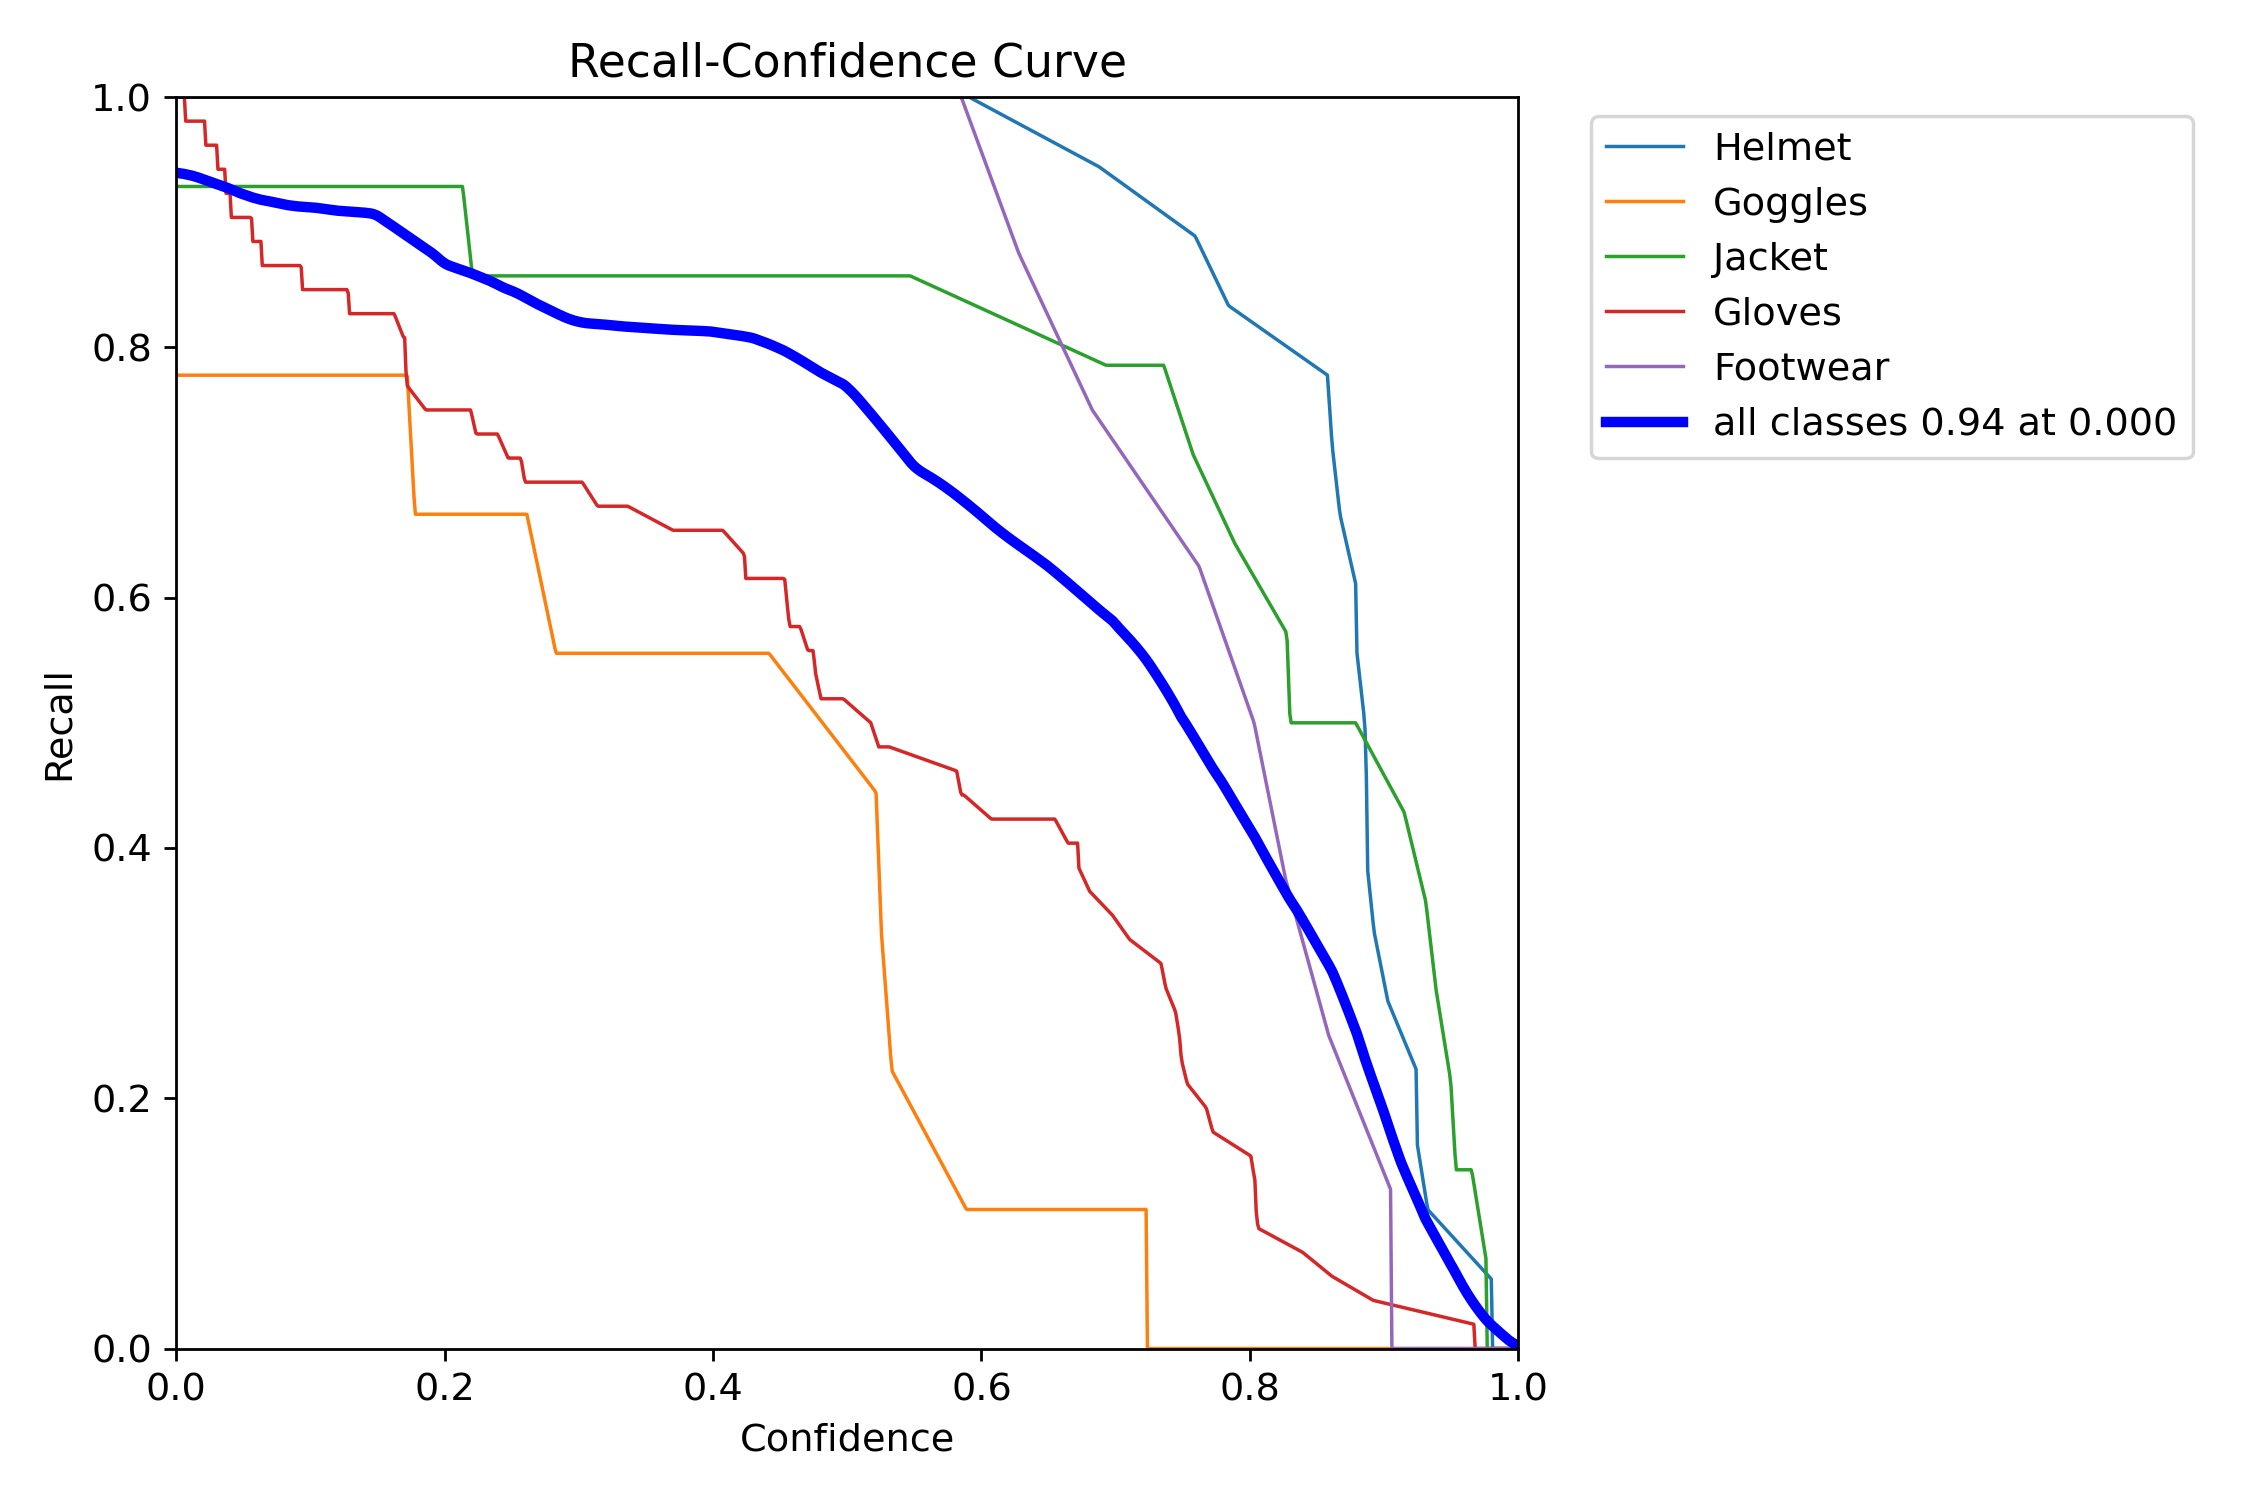 Recall-Confidence Curve
1.0
0.8
0.6
0.4
0.2
0.0
Recall
0.0 0.2 0.4 0.6 0.8 1.0
Confidence
Helmet
Goggles
Jacket
Gloves
Footwear
all classes 0.94 at 0.000